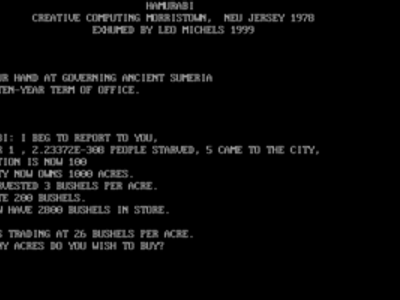 HAMURABI
CREATIVE COMPUTING MORRISTOWN, NEW JERSEY 1978
EXHUMED BY LEO MICHELS 1999
UR HAND AT GOVERNING ANCIENT SUMERIA
TEN-YEAR TERM OF OFFICE.
BI: I BEG TO REPORT TO YOU,
R 1 , 2.23372E-308 PEOPLE STARVED, 5 CAME TO THE CITY,
TION IS NOW 100
TY NOW OWNS 1000 ACRES.
VESTED 3 BUSHELS PER ACRE.
TE 200 BUSHELS.
W HAVE 2800 BUSHELS IN STORE.
S TRADING AT 26 BUSHELS PER ACRE.
NY ACRES DO YOU WISH TO BUY?